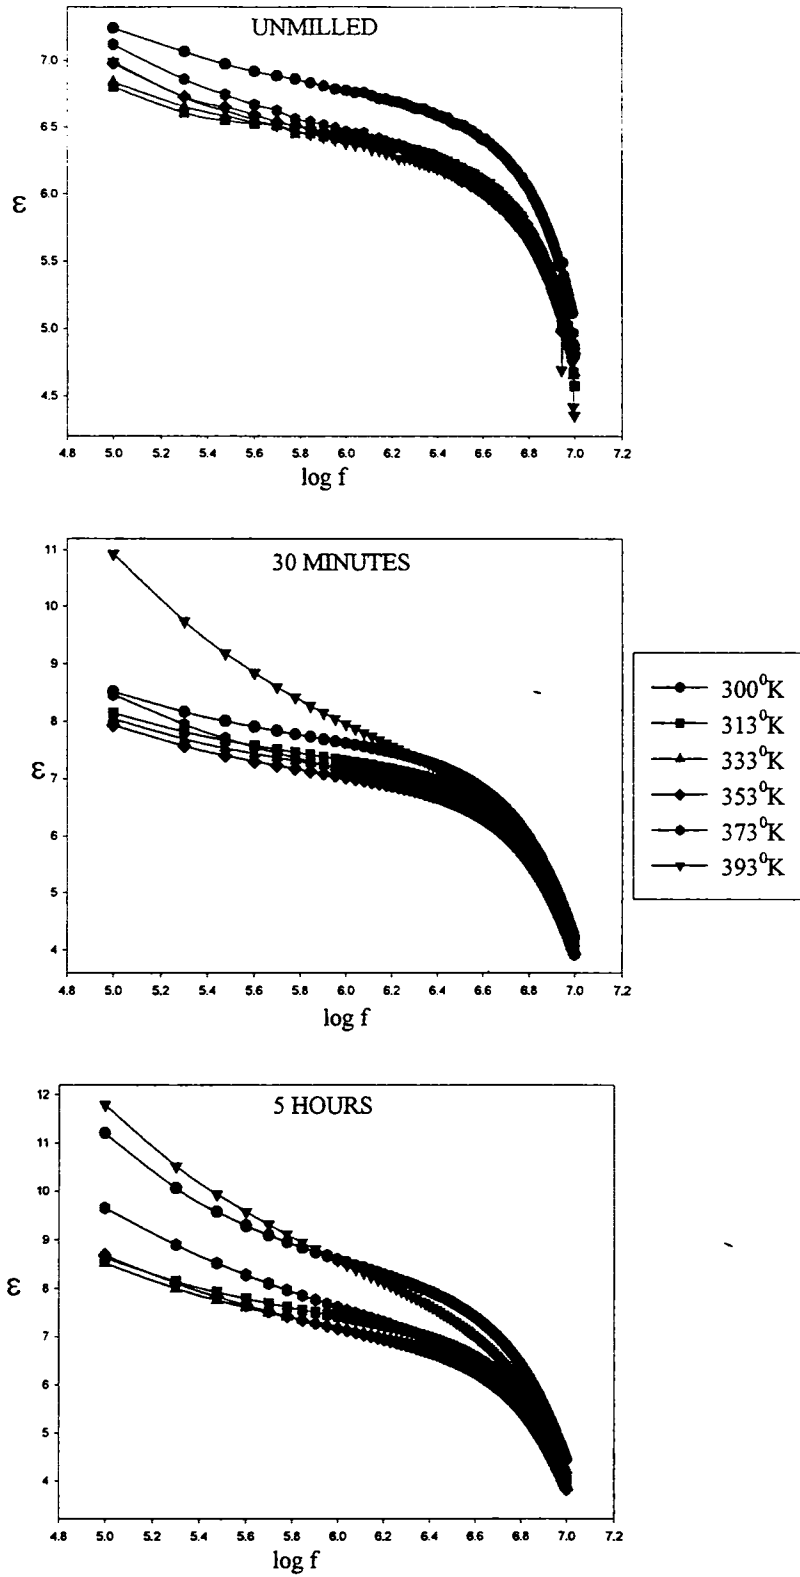 UNMILLED
7.0
6.5
6.0
ε
5.5
5.0
4.5
4.8 5.0 5.2 5.4 5.6 5.8 6.0 6.2 6.4 6.6 6.8 7.0 7.2
log f
30 MINUTES
11
10
9
8
ε
7
6
5
4
4.8 5.0 5.2 5.4 5.6 5.8 6.0 6.2 6.4 6.6 6.8 7.0 7.2
log f
300⁰K
313⁰K
333⁰K
353⁰K
373⁰K
393⁰K
5 HOURS
12
11
10
9
8
ε
7
6
5
4
4.8 5.0 5.2 5.4 5.6 5.8 6.0 6.2 6.4 6.6 6.8 7.0 7.2
log f